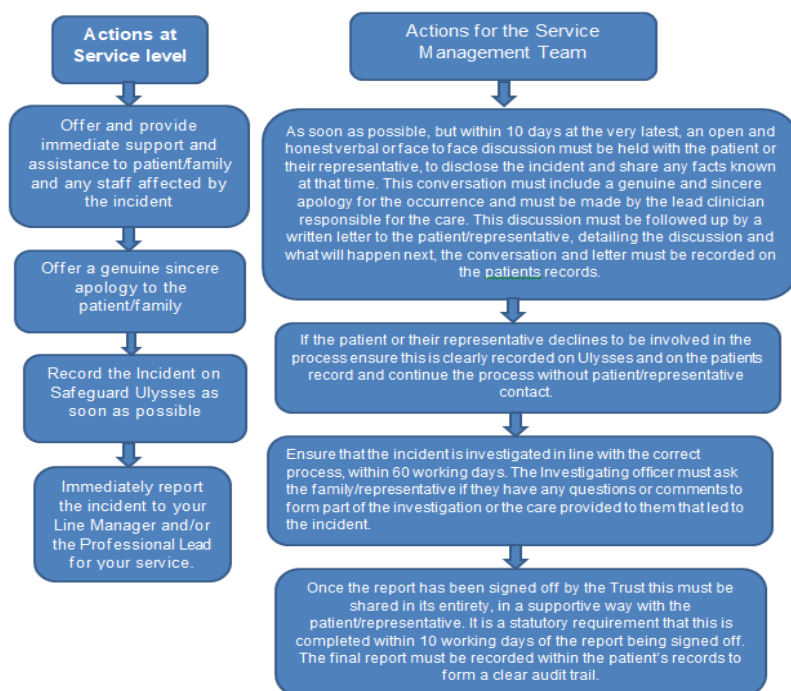 Actions at
Service level
Offer and provide
immediate support and
assistance to patient/family
and any staff affected by
the incident
Offer a genuine sincere
apology to the
patient/family
Record the Incident on
Safeguard Ulysses as
soon as possible
Immediately report
the incident to your
Line Manager and/or
the Professional Lead
for your service.
Actions for the Service
Management Team
As soon as possible, but within 10 days at the very latest, an open and
honest verbal or face to face discussion must be held with the patient or
their representative, to disclose the incident and share any facts known
at that time. This conversation must include a genuine and sincere
apology for the occurrence and must be made by the lead clinician
responsible for the care. This discussion must be followed up by a
written letter to the patient/representative, detailing the discussion and
what will happen next, the conversation and letter must be recorded on
the patients records.
If the patient or their representative declines to be involved in the
process ensure this is clearly recorded on Ulysses and on the patients
record and continue the process without patient/representative
contact.
Ensure that the incident is investigated in line with the correct
process, within 60 working days. The Investigating officer must ask
the family/representative if they have any questions or comments to
form part of the investigation or the care provided to them that led to
the incident.
Once the report has been signed off by the Trust this must be
shared in its entirety, in a supportive way with the
patient/representative. It is a statutory requirement that this is
completed within 10 working days of the report being signed off.
The final report must be recorded within the patient's records to
form a clear audit trail.